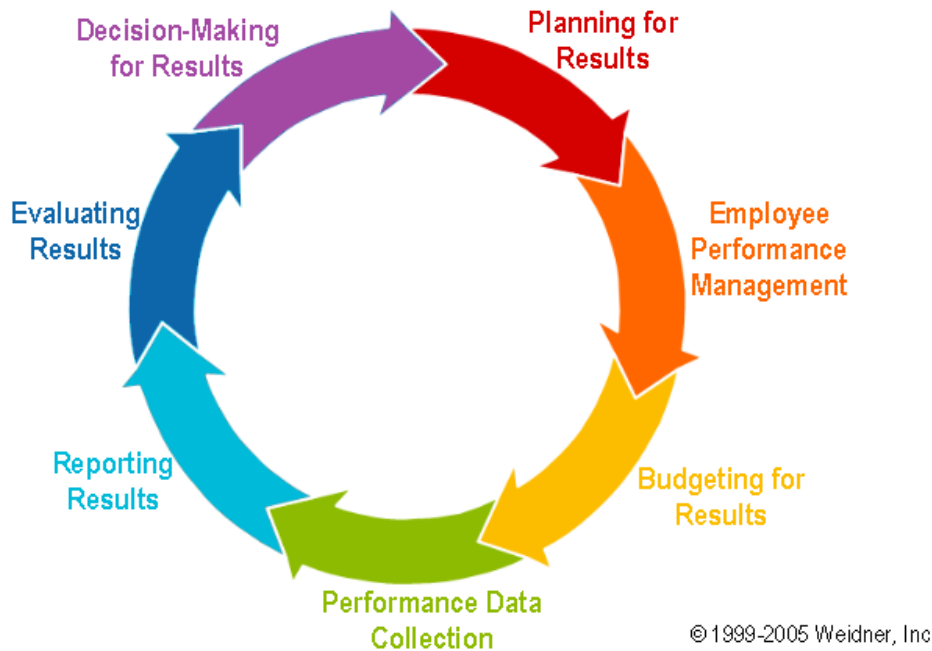 Planning for
Results
Employee
Performance
Management
Budgeting for
Results
Performance Data
Collection
Reporting
Results
Evaluating
Results
Decision-Making
for Results
© 1999-2005 Weidner, Inc